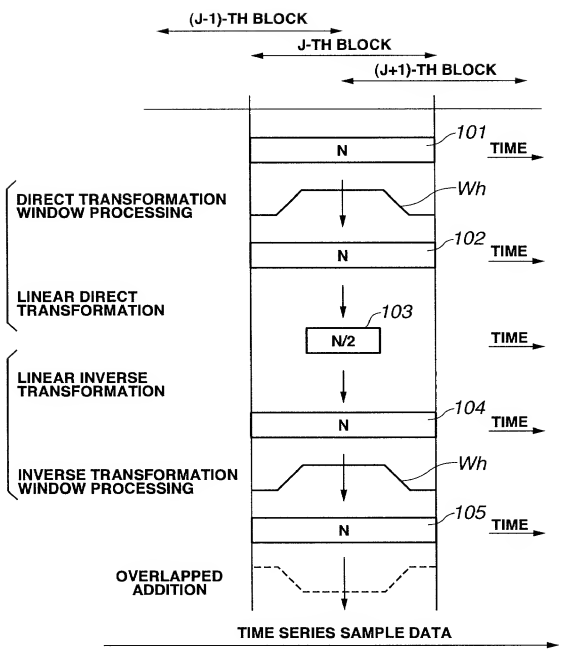 (J-1)-TH BLOCK
J-TH BLOCK
(J+1)-TH BLOCK
101
N
TIME
DIRECT TRANSFORMATION
WINDOW PROCESSING
Wh
102
N
TIME
LINEAR DIRECT
TRANSFORMATION
103
N/2
TIME
LINEAR INVERSE
TRANSFORMATION
104
N
TIME
INVERSE TRANSFORMATION
WINDOW PROCESSING
Wh
105
N
TIME
OVERLAPPED
ADDITION
TIME SERIES SAMPLE DATA